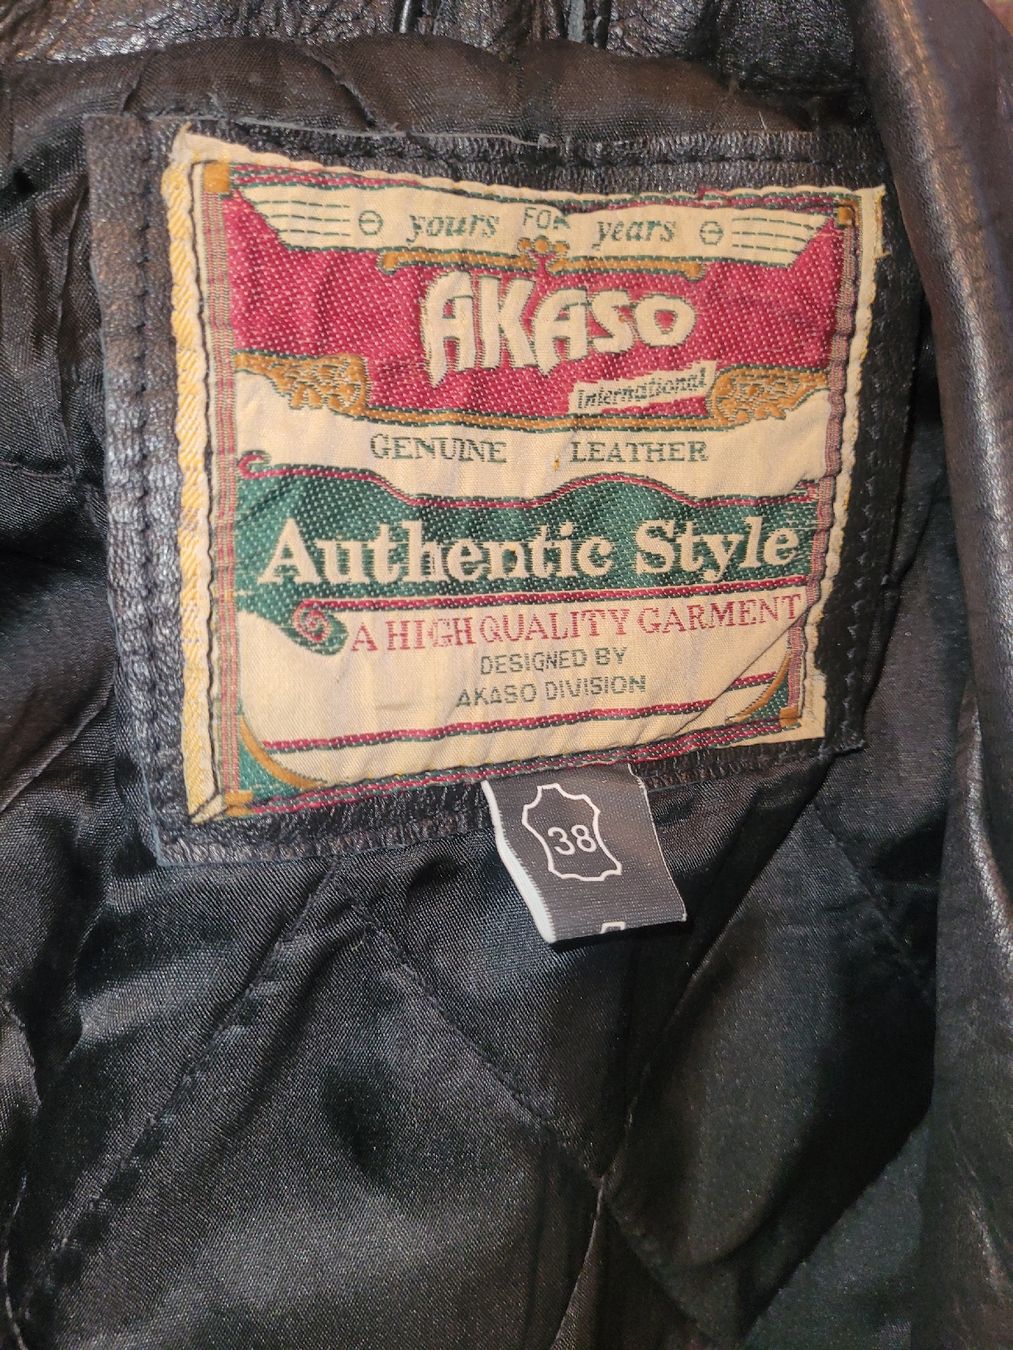 yours FOR years
AKASO
International
GENUINE LEATHER
Authentic Style
A HIGH QUALITY GARMENT
DESIGNED BY
AKASO DIVISION
38